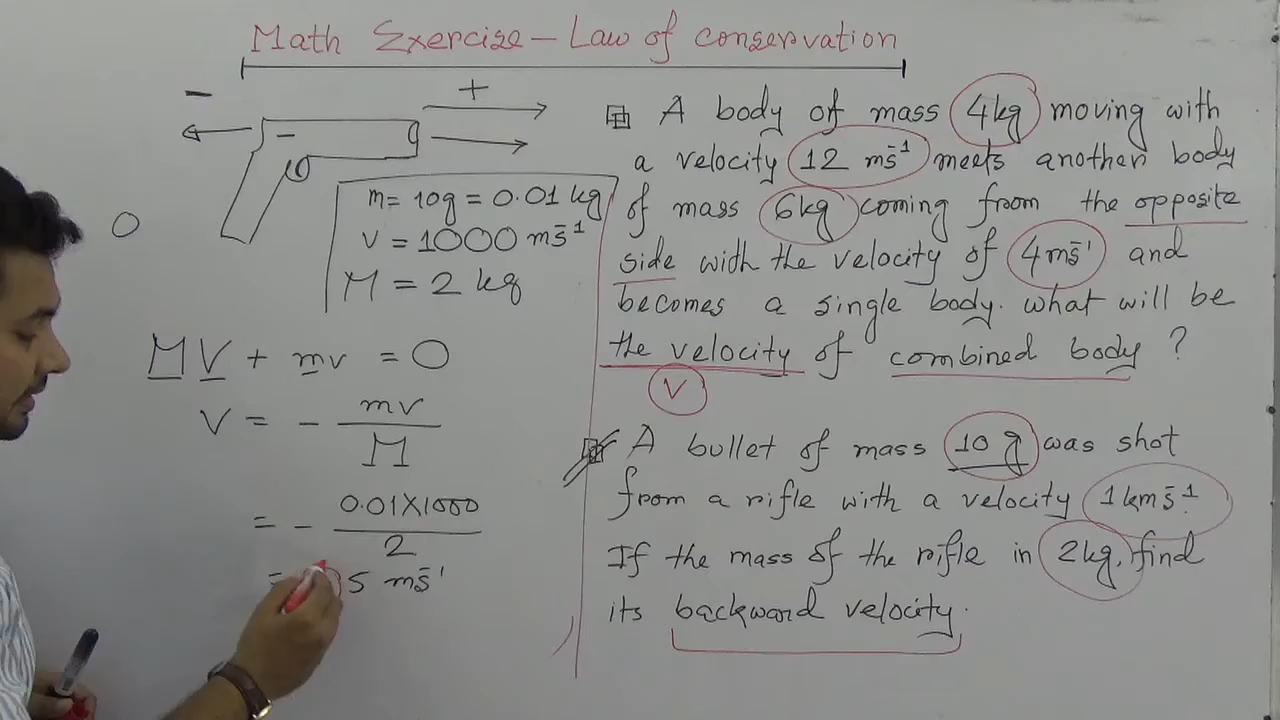 Math Exercise – Law of conservation
−
+
−
m = 10g = 0.01 kg
v = 1000 ms⁻¹
M = 2 kg
0
MV + mv = 0
V = − mv / M
= − 0.01×1000 / 2
= 5 ms⁻¹
A body of mass 4kg moving with
a velocity 12 ms⁻¹ meets another body
of mass 6kg coming from the opposite
side with the velocity of 4ms⁻¹ and
becomes a single body. what will be
the velocity of combined body ?
V
A bullet of mass 10 g was shot
from a rifle with a velocity 1kms⁻¹.
If the mass of the rifle in 2kg, find
its backward velocity.